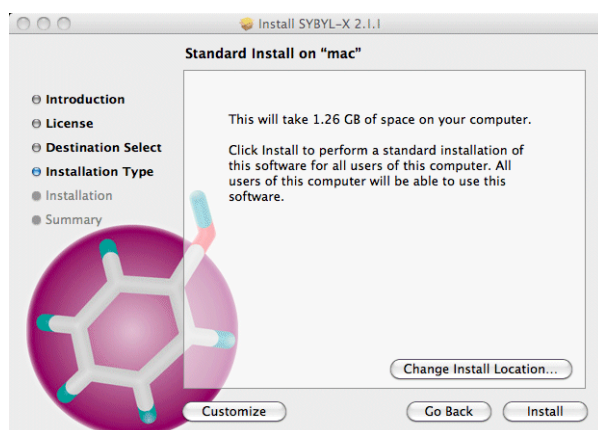 Install SYBYL-X 2.1.1
Standard Install on “mac”
Introduction
License
Destination Select
Installation Type
Installation
Summary
This will take 1.26 GB of space on your computer.
Click Install to perform a standard installation of
this software for all users of this computer. All
users of this computer will be able to use this
software.
Change Install Location...
Customize
Go Back
Install